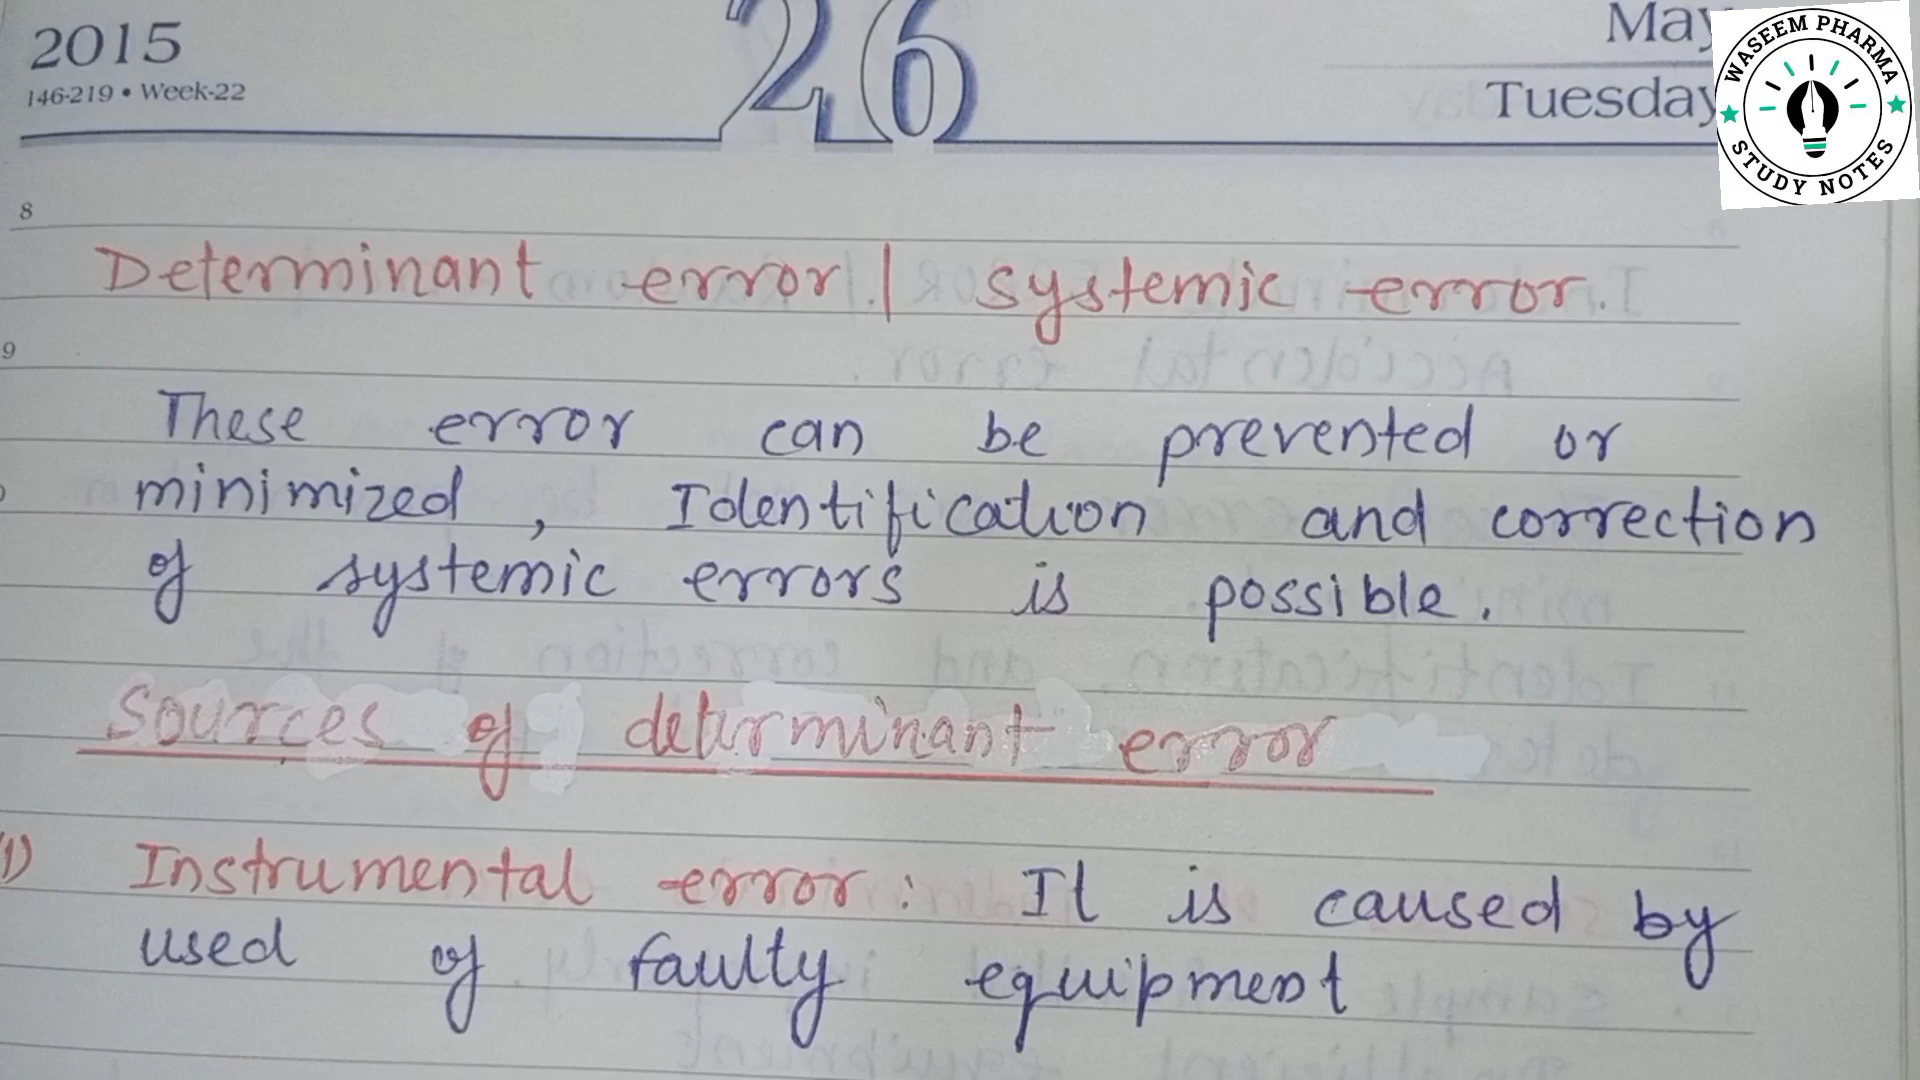 2015
146-219 • Week-22
26
May
Tuesday
WASEEM PHARMA
STUDY NOTES
8
Determinant error / systemic error.
9
These error can be prevented or
minimized, Identification and correction
of systemic errors is possible.
Sources of determinant error
1) Instrumental error: It is caused by
used of faulty equipment